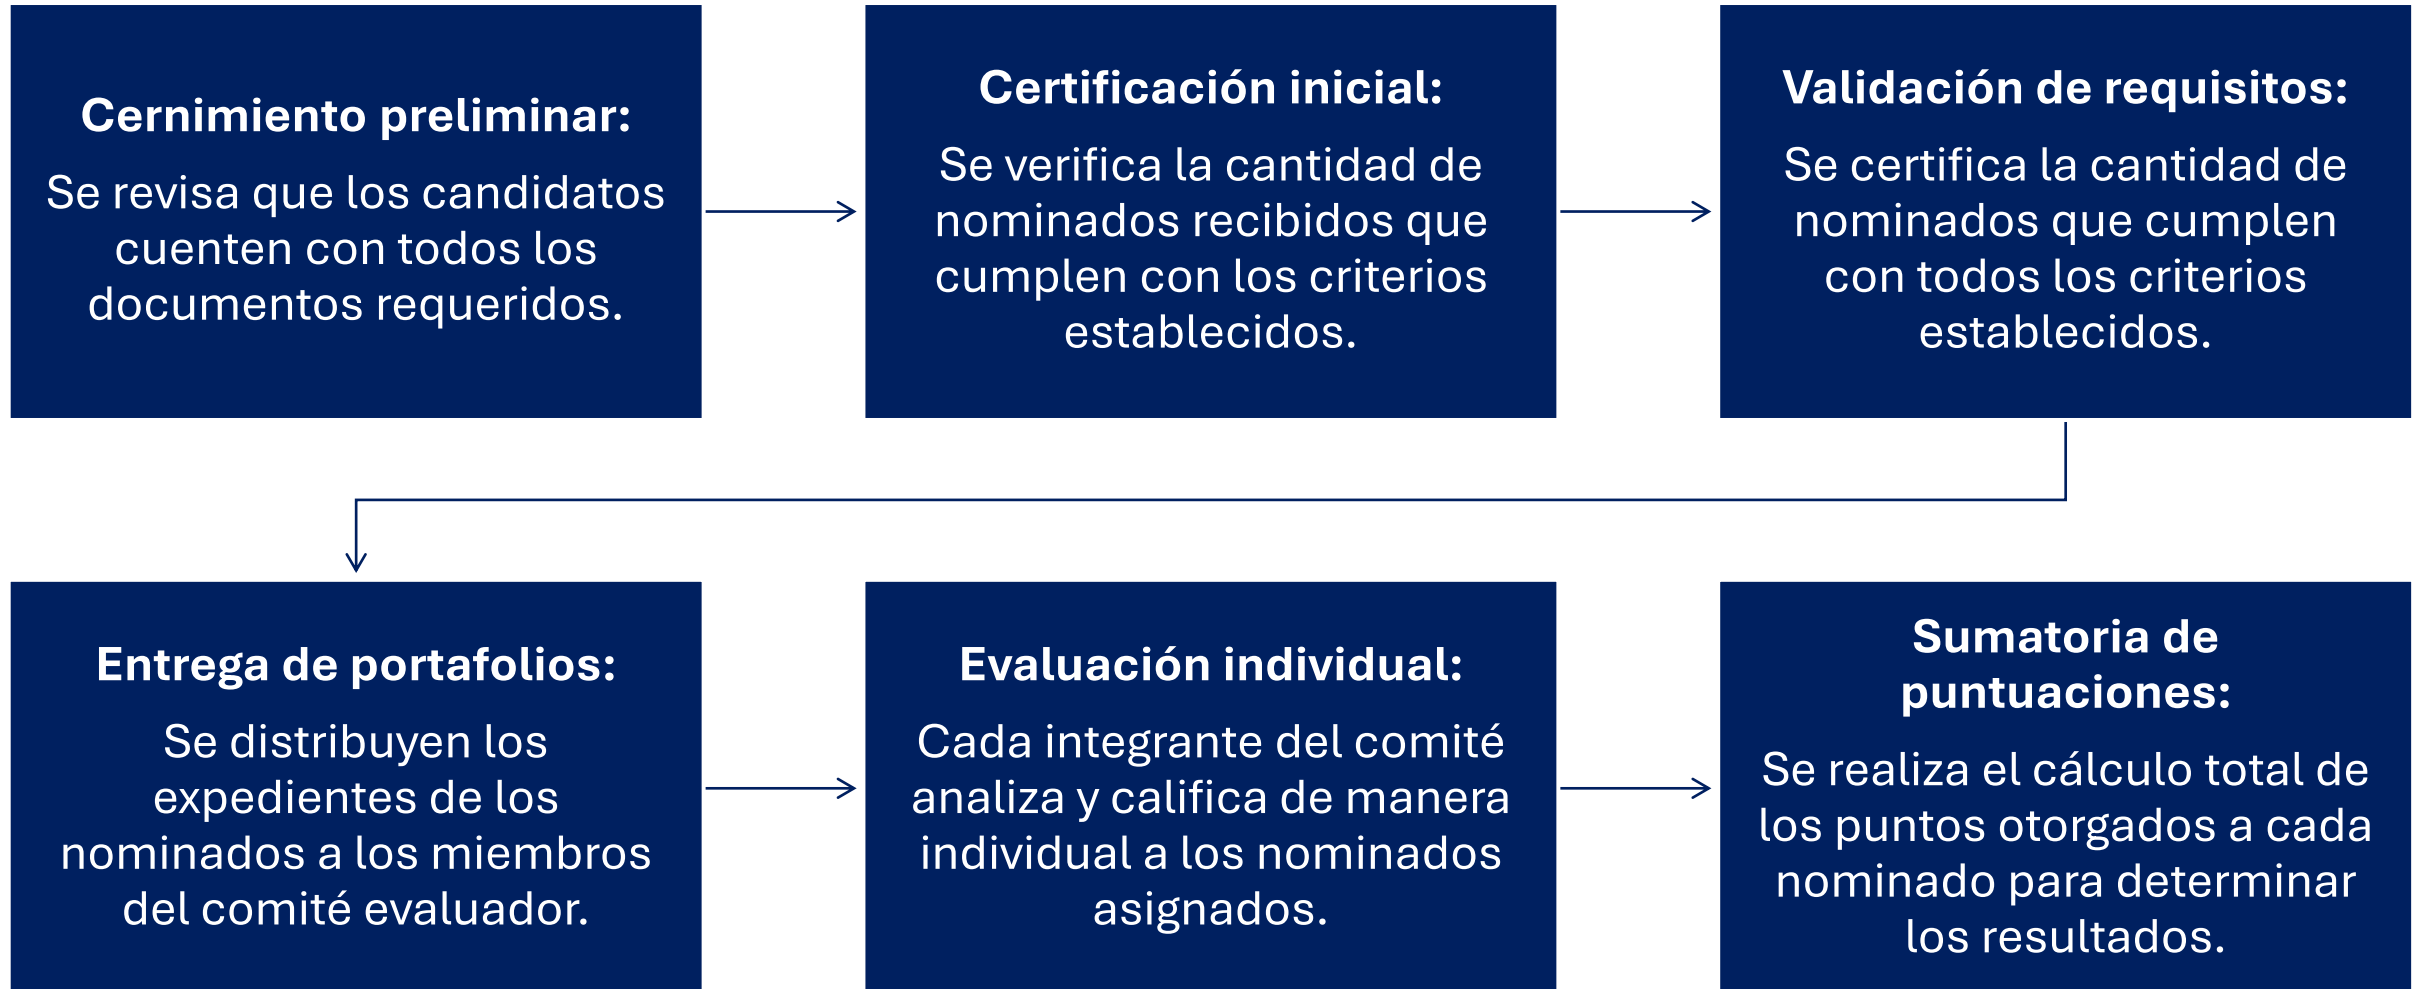 Cernimiento preliminar:
Se revisa que los candidatos
cuenten con todos los
documentos requeridos.
Certificación inicial:
Se verifica la cantidad de
nominados recibidos que
cumplen con los criterios
establecidos.
Validación de requisitos:
Se certifica la cantidad de
nominados que cumplen
con todos los criterios
establecidos.
Entrega de portafolios:
Se distribuyen los
expedientes de los
nominados a los miembros
del comité evaluador.
Evaluación individual:
Cada integrante del comité
analiza y califica de manera
individual a los nominados
asignados.
Sumatoria de
puntuaciones:
Se realiza el cálculo total de
los puntos otorgados a cada
nominado para determinar
los resultados.